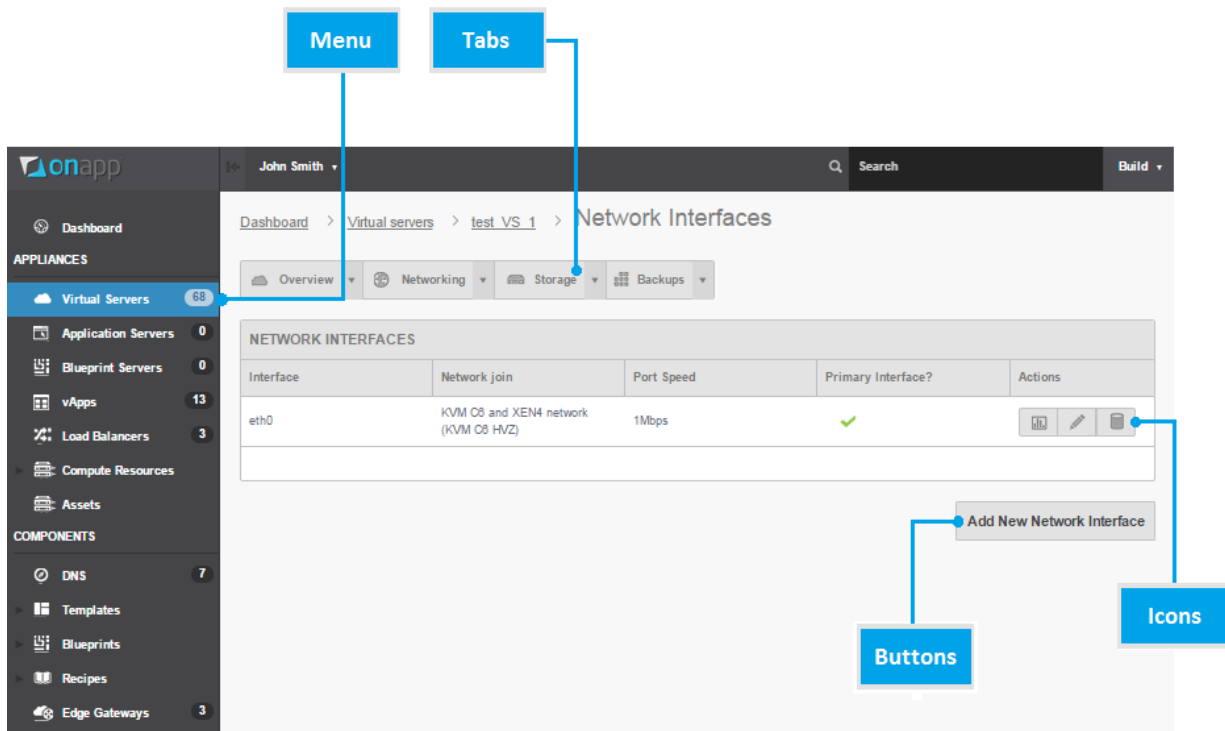 Menu
Tabs
onapp
John Smith
Search
Build
Dashboard > Virtual servers > test_VS_1 > Network Interfaces
Dashboard
APPLIANCES
Virtual Servers 68
Application Servers 0
Blueprint Servers 0
vApps 13
Load Balancers 3
Compute Resources
Assets
COMPONENTS
DNS 7
Templates
Blueprints
Recipes
Edge Gateways 3
Overview Networking Storage Backups
NETWORK INTERFACES
Interface Network join Port Speed Primary Interface? Actions
eth0 KVM C6 and XEN4 network 1Mbps
(KVM C6 HVZ)
Add New Network Interface
Icons
Buttons